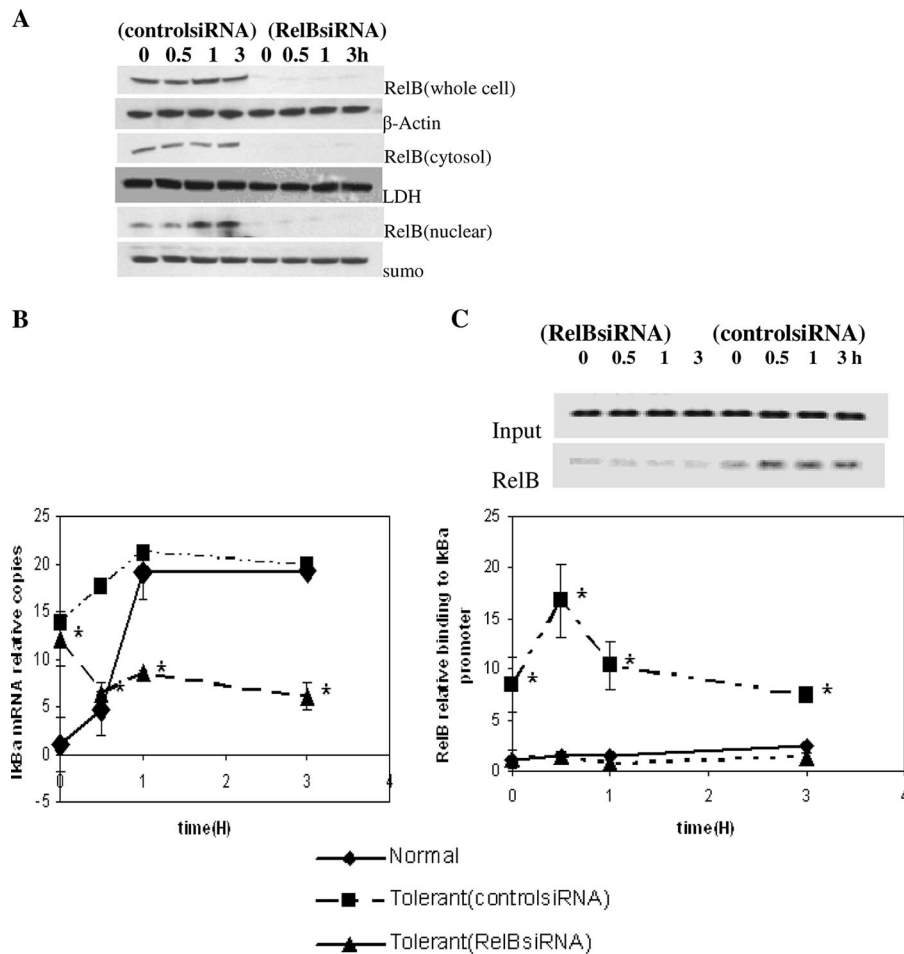 A
(controlsiRNA) (RelBsiRNA)
0 0.5 1 3 0 0.5 1 3h
RelB(whole cell)
β-Actin
RelB(cytosol)
LDH
RelB(nuclear)
sumo
B
C
(RelBsiRNA) (controlsiRNA)
0 0.5 1 3 0 0.5 1 3 h
Input
RelB
IkBa mRNA relative copies
25
20
15
10
5
0
-5
*
*
*
*
0 1 2 3 4
time(H)
RelB relative binding to IkBa
promoter
25
20
15
10
5
0
*
*
*
*
0 1 2 3 4
time(H)
Normal
Tolerant(controlsiRNA)
Tolerant(RelBsiRNA)